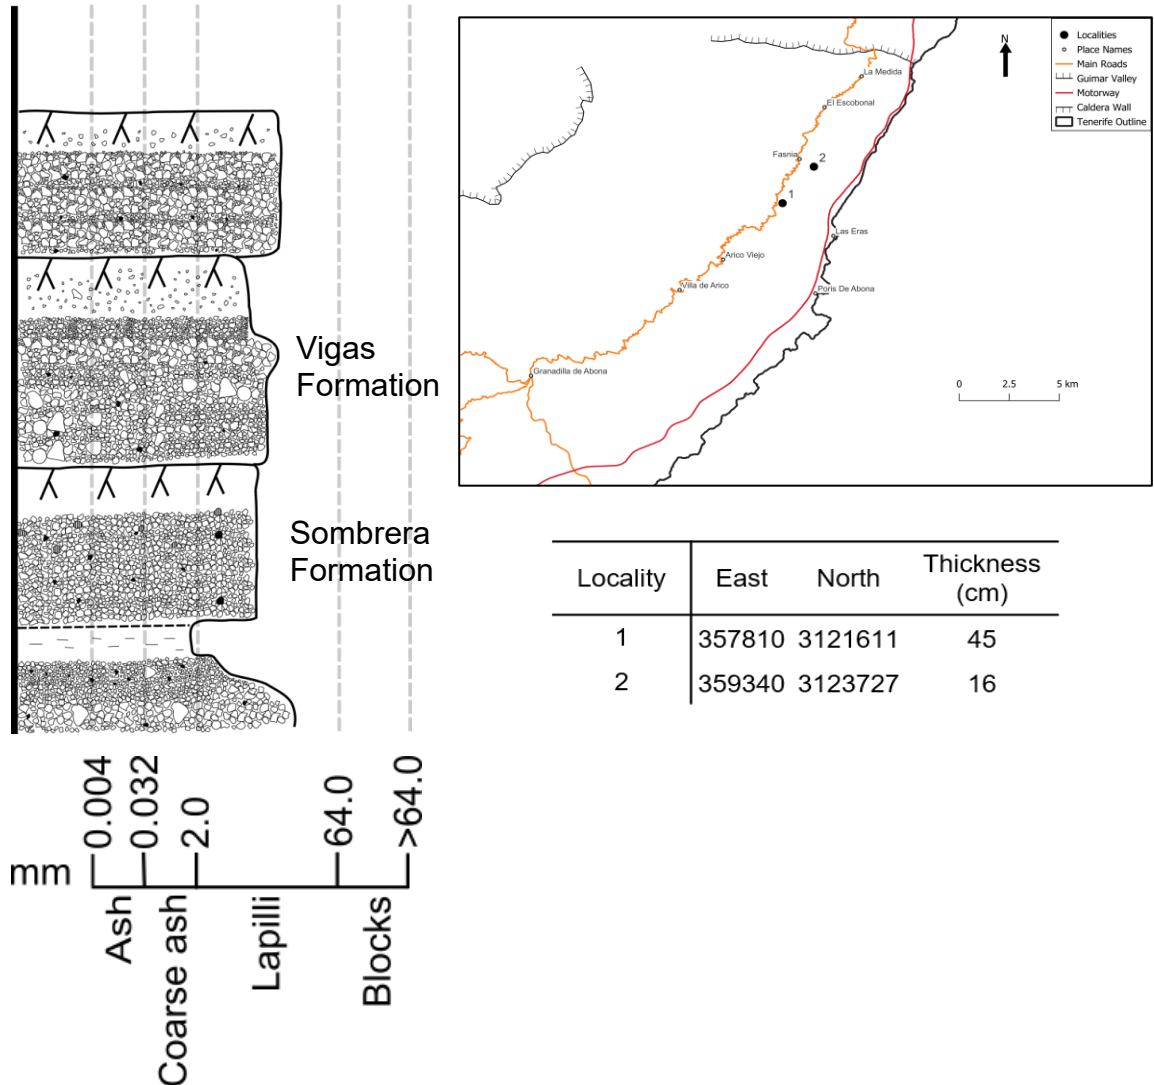 Vigas
Formation
Sombrera
Formation
mm
0.004
0.032
2.0
64.0
>64.0
Ash
Coarse ash
Lapilli
Blocks
N
Localities
Place Names
Main Roads
Guimar Valley
Motorway
Caldera Wall
Tenerife Outline
La Medida
El Escobonal
Fasnia
2
1
Las Eras
Arico Viejo
Villa de Arico
Poris De Abona
Granadilla de Abona
0 2.5 5 km
Locality East North Thickness
(cm)
1 357810 3121611 45
2 359340 3123727 16